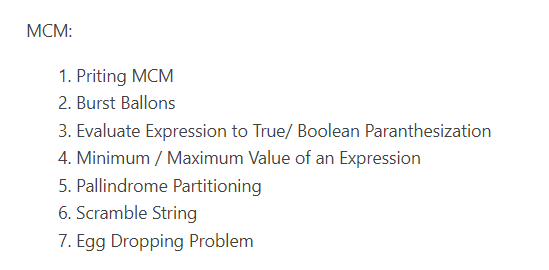 MCM:
1. Priting MCM
2. Burst Ballons
3. Evaluate Expression to True/ Boolean Paranthesization
4. Minimum / Maximum Value of an Expression
5. Pallindrome Partitioning
6. Scramble String
7. Egg Dropping Problem